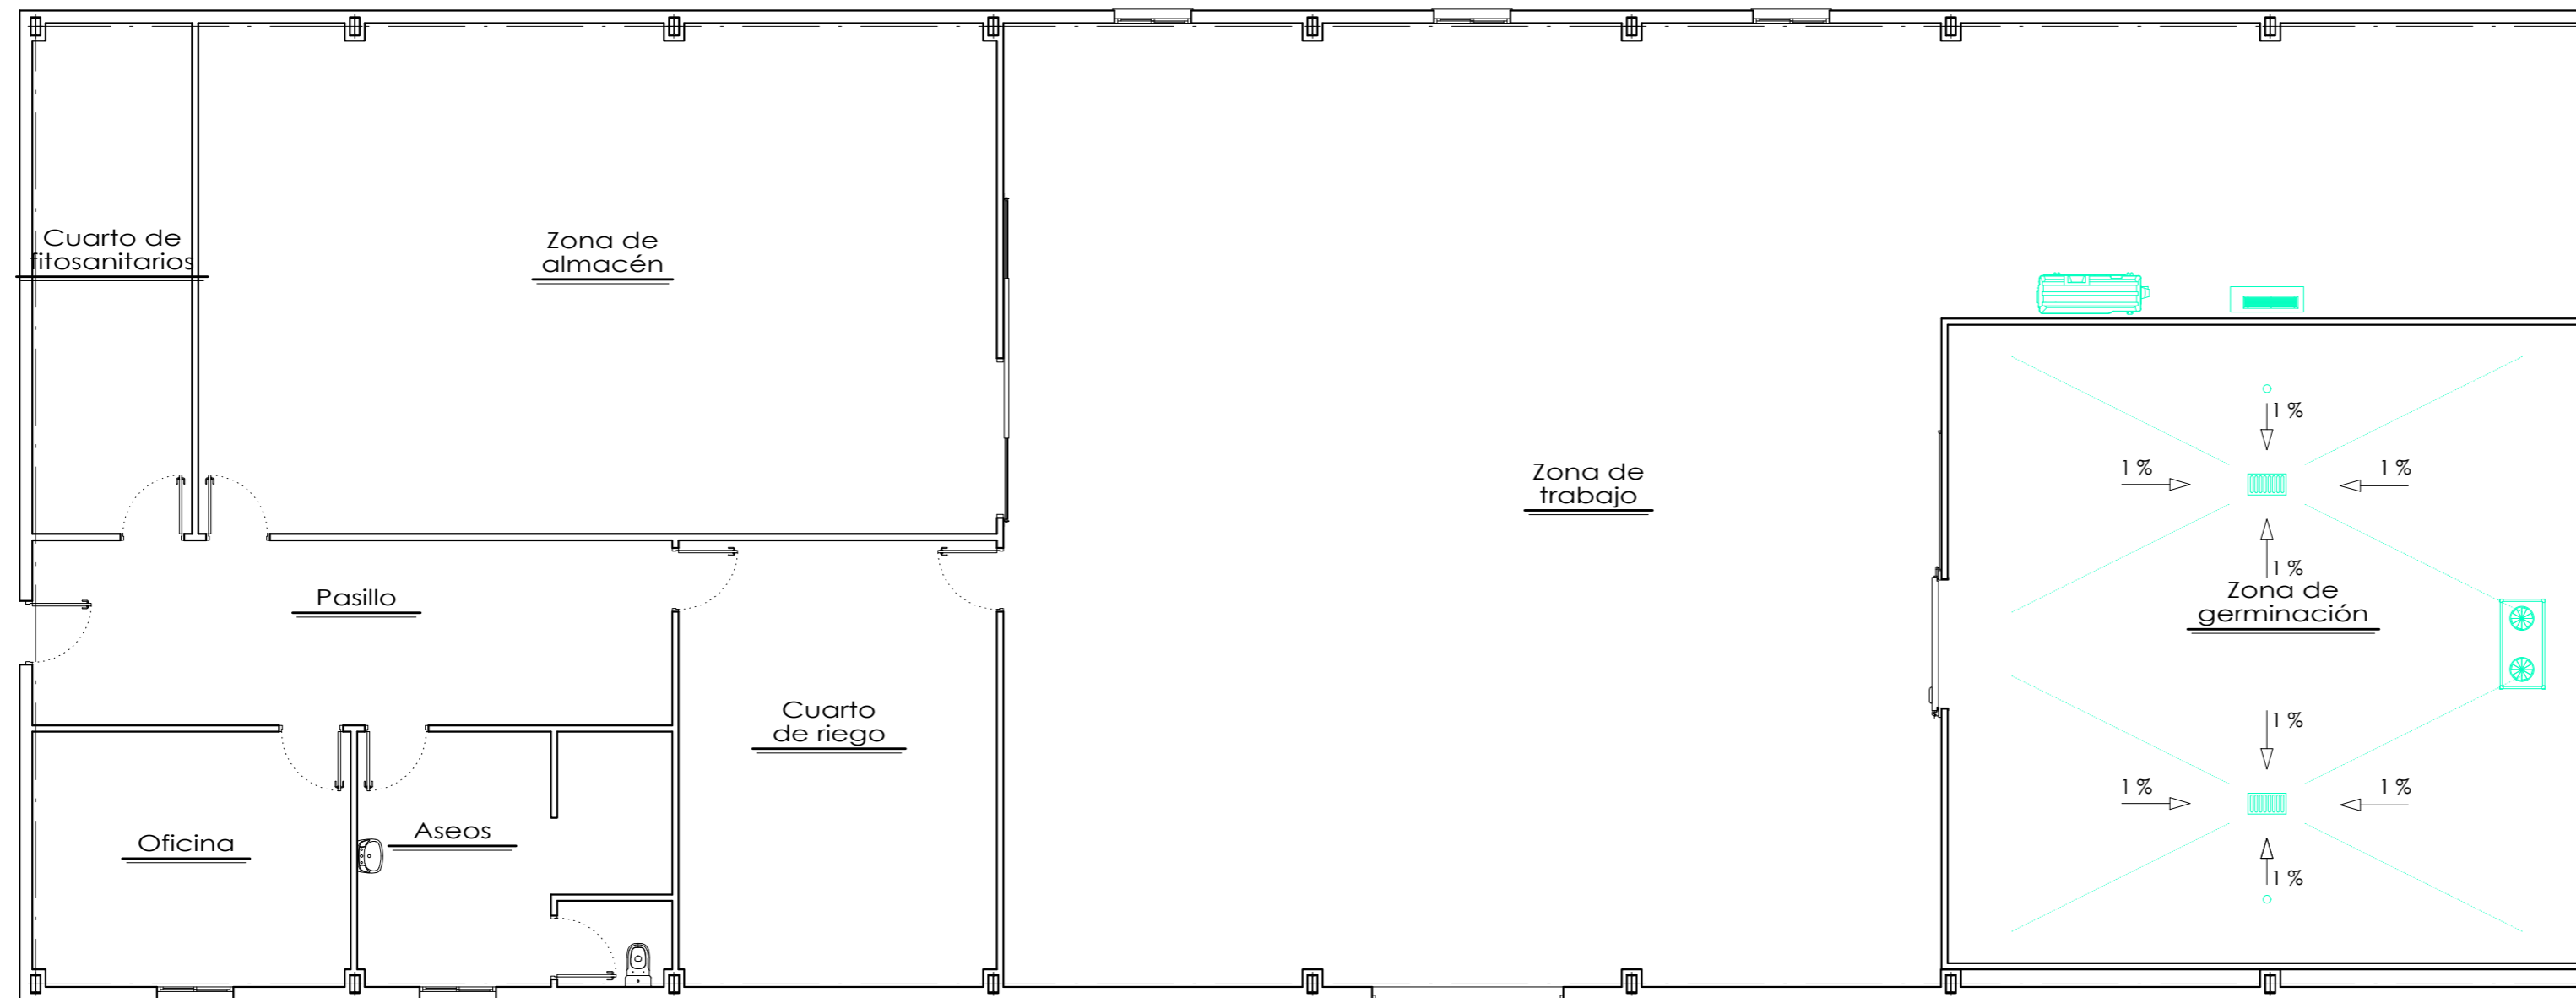 Cuarto de
fitosanitarios
Zona de
almacén
Zona de
trabajo
Pasillo
Cuarto
de riego
Oficina
Aseos
1 %
1 %
1 %
1 %
Zona de
germinación
1 %
1 %
1 %
1 %